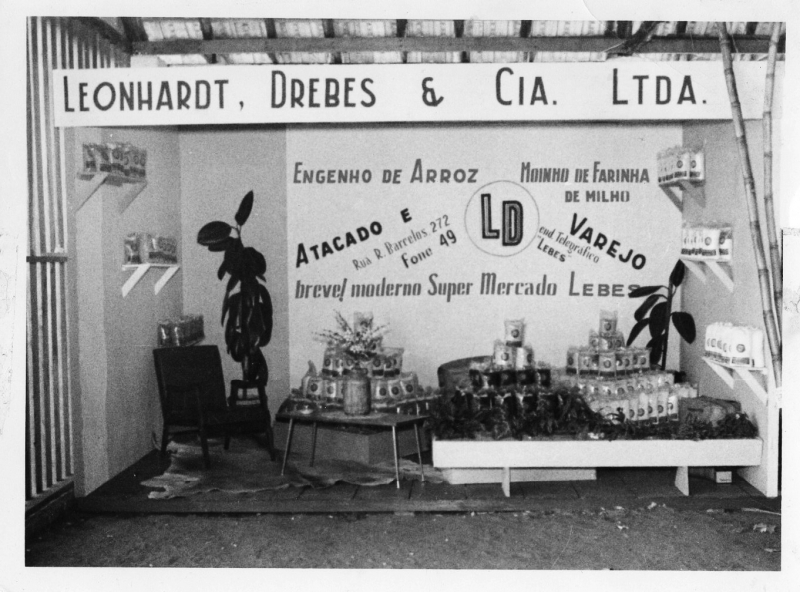 LEONHARDT, DREBES & CIA. LTDA.
ENGENHO DE ARROZ
MOINHO DE FARINHA
DE MILHO
ATACADO E
VAREJO
RUA R. Barcelos, 272
Fone 49
LD
end. Telegráfico
"LEBES"
breve! moderno Super Mercado LEBES